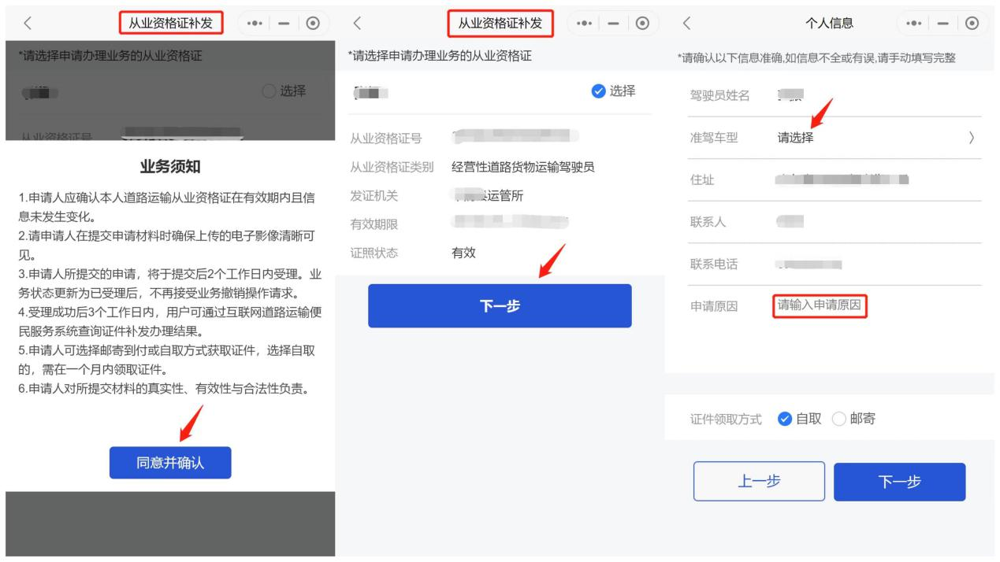 从业资格证补发
*请选择申请办理业务的从业资格证
选择
从业资格证号
业务须知
1.申请人应确认本人道路运输从业资格证在有效期内且信
息未发生变化。
2.请申请人在提交申请材料时确保上传的电子影像清晰可
见。
3.申请人所提交的申请，将于提交后2个工作日内受理。业
务状态更新为已受理后，不再接受业务撤销操作请求。
4.受理成功后3个工作日内，用户可通过互联网道路运输便
民服务系统查询证件补发办理结果。
5.申请人可选择邮寄到付或自取方式获取证件，选择自取
的，需在一个月内领取证件。
6.申请人对所提交材料的真实性、有效性与合法性负责。
同意并确认
从业资格证补发
*请选择申请办理业务的从业资格证
选择
从业资格证号
从业资格证类别 经营性道路货物运输驾驶员
发证机关 运管所
有效期限
证照状态 有效
下一步
个人信息
*请确认以下信息准确,如信息不全或有误,请手动填写完整
驾驶员姓名
准驾车型 请选择
住址
联系人
联系电话
申请原因 请输入申请原因
证件领取方式 自取 邮寄
上一步 下一步